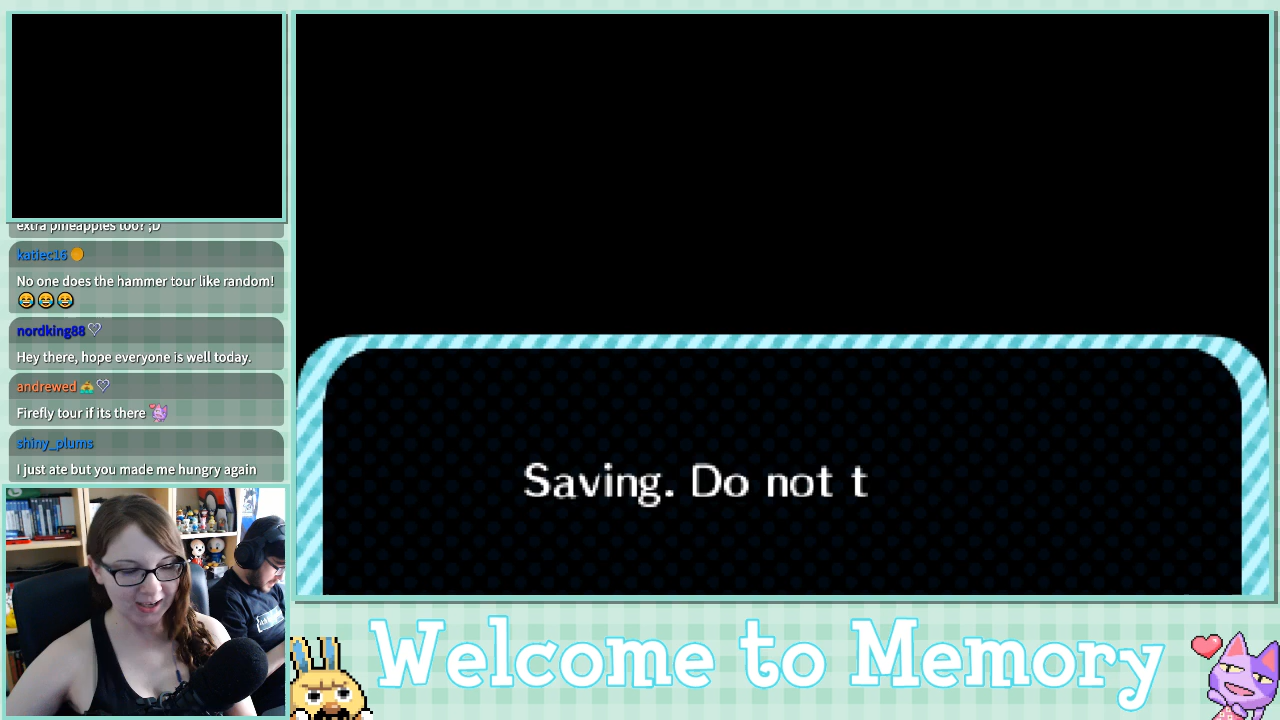 extra pineapples too? ;D
katiec16
No one does the hammer tour like random!
😂😂😂
nordking88
Hey there, hope everyone is well today.
andrewed
Firefly tour if its there
shiny_plums
I just ate but you made me hungry again
Saving. Do not t
Welcome to Memory